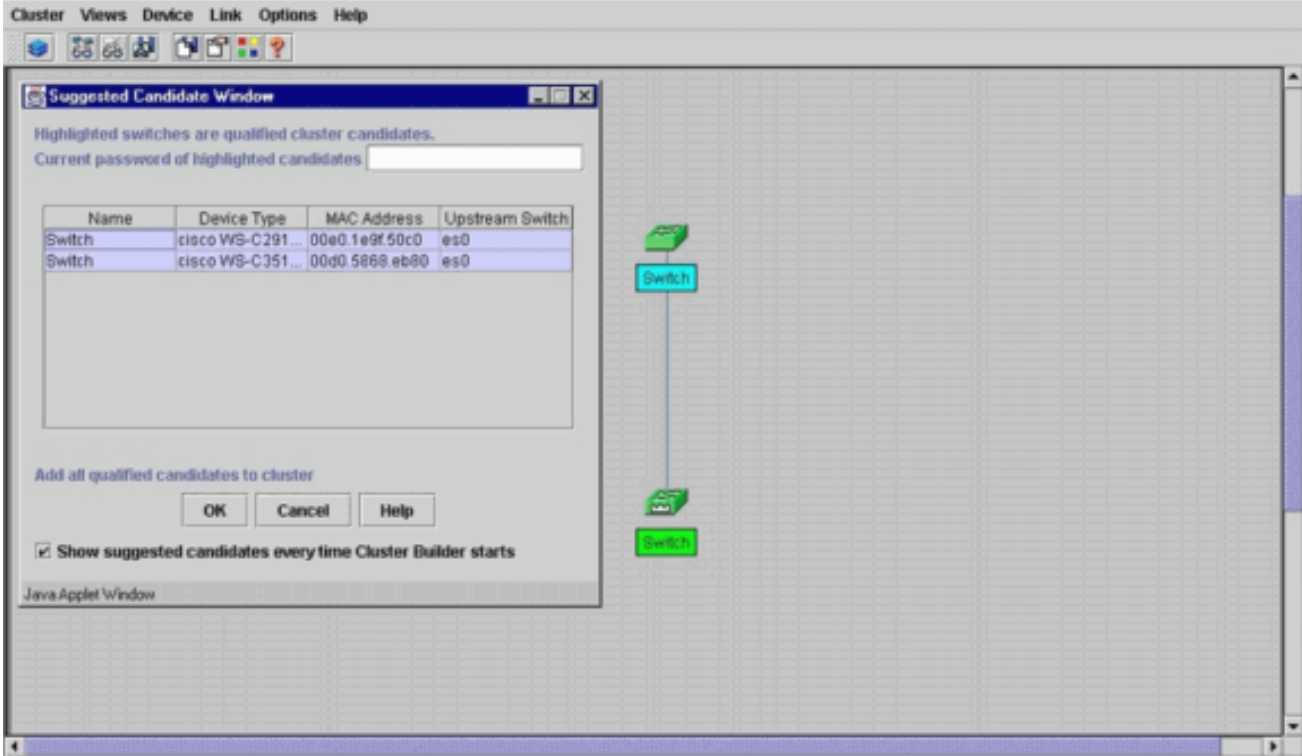 Cluster Views Device Link Options Help
Suggested Candidate Window
Highlighted switches are qualified cluster candidates.
Current password of highlighted candidates
Name Device Type MAC Address Upstream Switch
Switch cisco WS-C291... 00e0.1e9f.50c0 es0
Switch cisco WS-C351... 00d0.5868.eb80 es0
Add all qualified candidates to cluster
OK Cancel Help
Show suggested candidates every time Cluster Builder starts
Java Applet Window
Switch
Switch